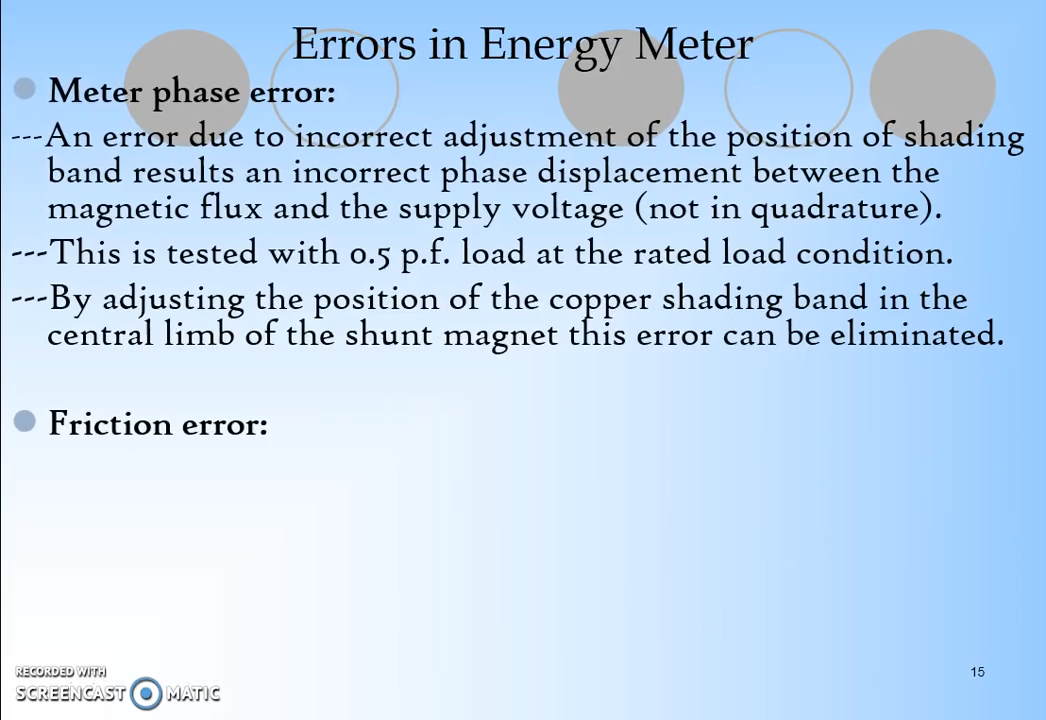 Errors in Energy Meter
Meter phase error:
---An error due to incorrect adjustment of the position of shading
band results an incorrect phase displacement between the
magnetic flux and the supply voltage (not in quadrature).
---This is tested with 0.5 p.f. load at the rated load condition.
---By adjusting the position of the copper shading band in the
central limb of the shunt magnet this error can be eliminated.
Friction error:
RECORDED WITH
SCREENCAST MATIC
15